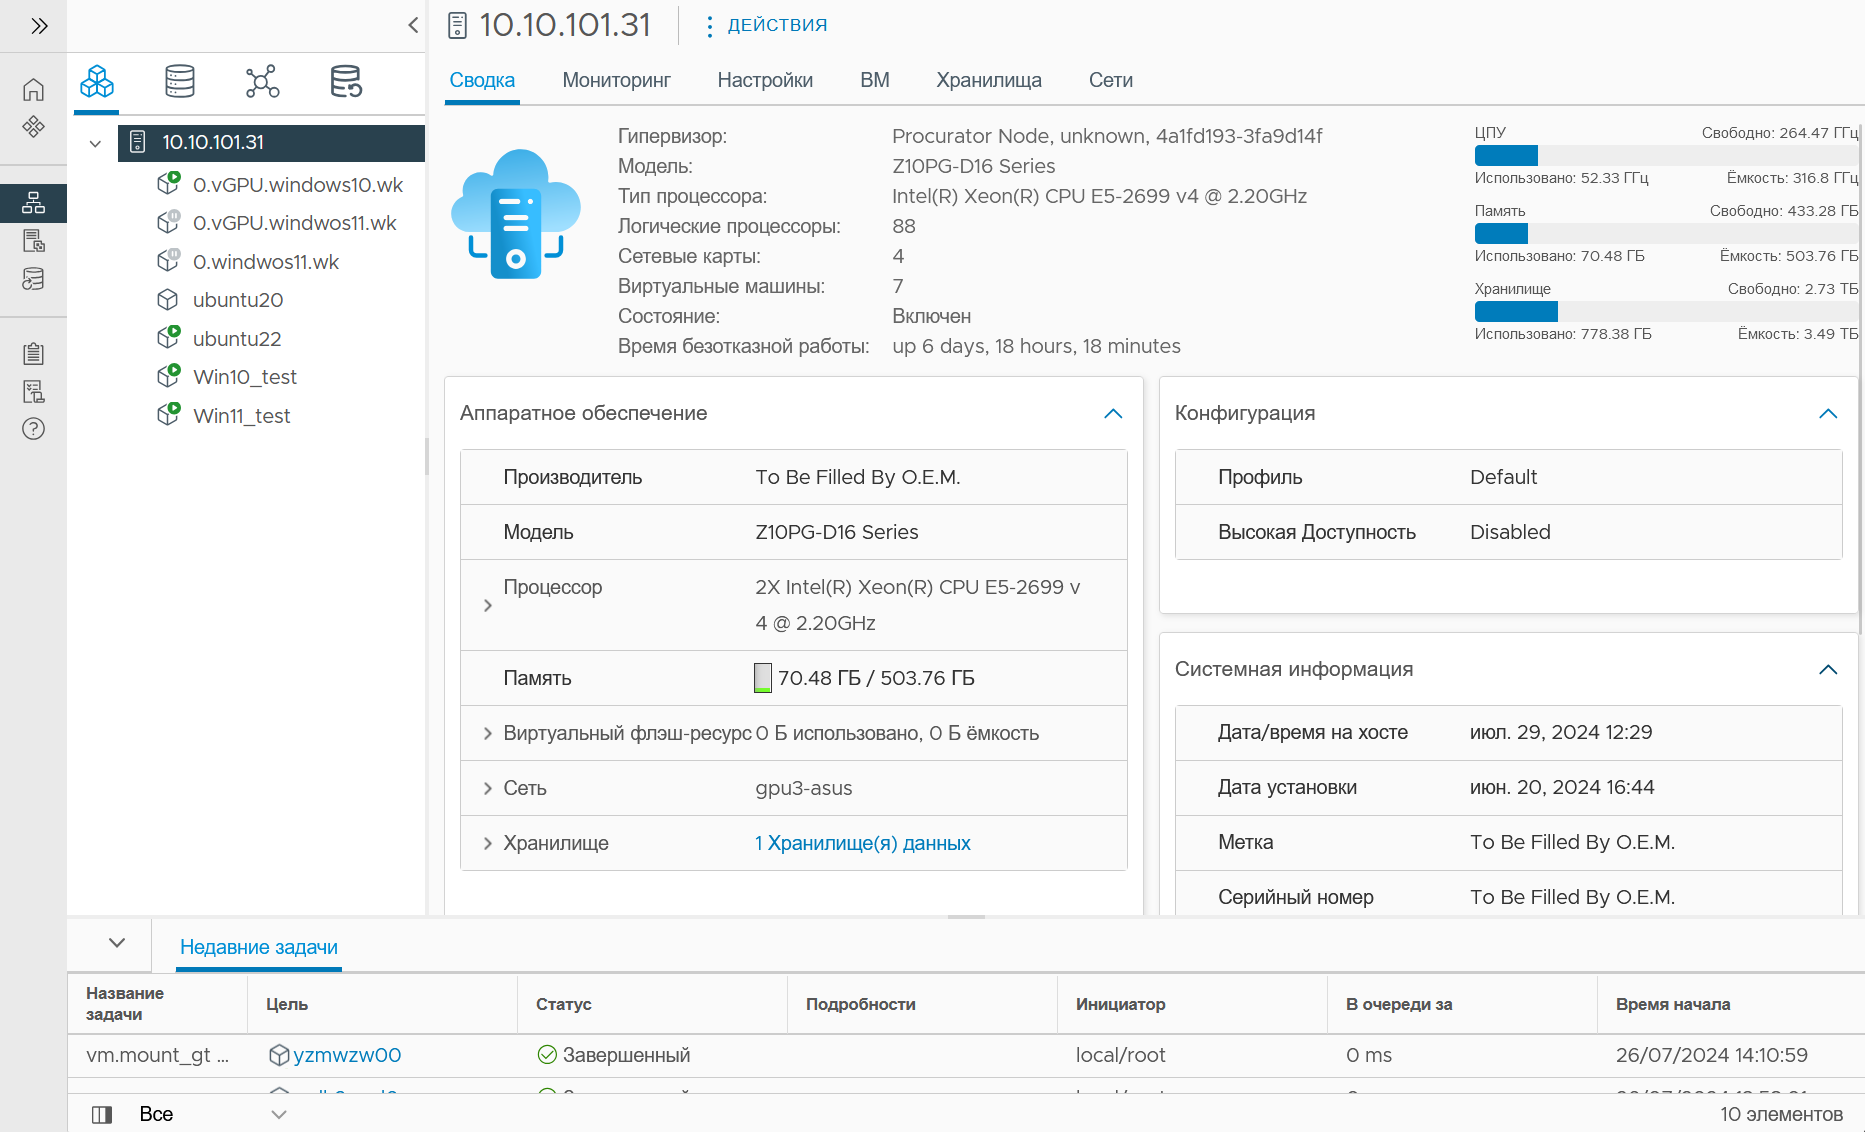 10.10.101.31
ДЕЙСТВИЯ
Сводка
Мониторинг
Настройки
ВМ
Хранилища
Сети
10.10.101.31
0.vGPU.windows10.wk
0.vGPU.windwos11.wk
0.windwos11.wk
ubuntu20
ubuntu22
Win10_test
Win11_test
Гипервизор: Procurator Node, unknown, 4a1fd193-3fa9d14f
Модель: Z10PG-D16 Series
Тип процессора: Intel(R) Xeon(R) CPU E5-2699 v4 @ 2.20GHz
Логические процессоры: 88
Сетевые карты: 4
Виртуальные машины: 7
Состояние: Включен
Время безотказной работы: up 6 days, 18 hours, 18 minutes
ЦПУ Свободно: 264.47 ГГц
Использовано: 52.33 ГГц Ёмкость: 316.8 ГГц
Память Свободно: 433.28 ГБ
Использовано: 70.48 ГБ Ёмкость: 503.76 ГБ
Хранилище Свободно: 2.73 ТБ
Использовано: 778.38 ГБ Ёмкость: 3.49 ТБ
Аппаратное обеспечение
Производитель To Be Filled By O.E.M.
Модель Z10PG-D16 Series
Процессор 2X Intel(R) Xeon(R) CPU E5-2699 v
4 @ 2.20GHz
Память 70.48 ГБ / 503.76 ГБ
Виртуальный флэш-ресурс 0 Б использовано, 0 Б ёмкость
Сеть gpu3-asus
Хранилище 1 Хранилище(я) данных
Конфигурация
Профиль Default
Высокая Доступность Disabled
Системная информация
Дата/время на хосте июл. 29, 2024 12:29
Дата установки июн. 20, 2024 16:44
Метка To Be Filled By O.E.M.
Серийный номер To Be Filled By O.E.M.
Недавние задачи
Название
задачи
Цель
Статус
Подробности
Инициатор
В очереди за
Время начала
vm.mount_gt ... yzmwzw00 Завершенный local/root 0 ms 26/07/2024 14:10:59
Все
10 элементов